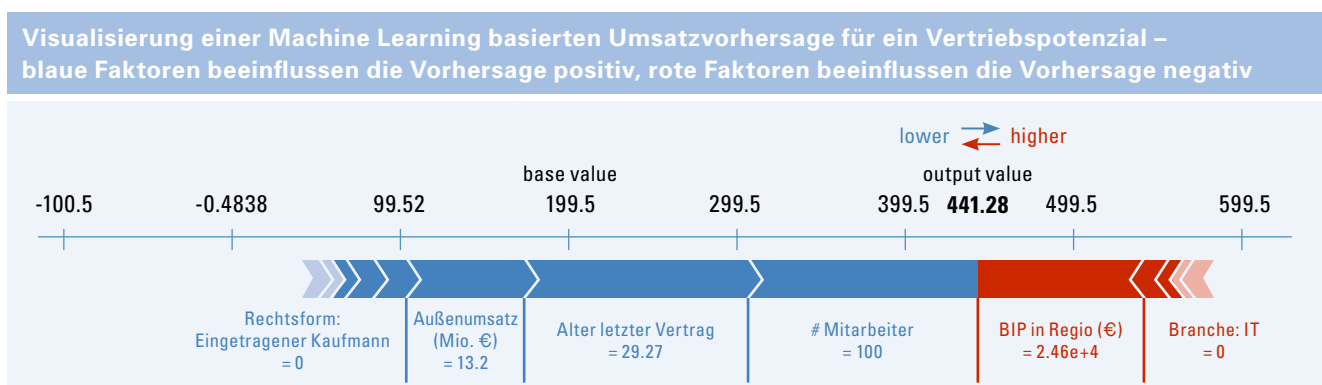 Visualisierung einer Machine Learning basierten Umsatzvorhersage für ein Vertriebspotenzial –
blaue Faktoren beeinflussen die Vorhersage positiv, rote Faktoren beeinflussen die Vorhersage negativ
lower higher
base value output value
-100.5 -0.4838 99.52 199.5 299.5 399.5 441.28 499.5 599.5
Rechtsform:
Eingetragener Kaufmann
= 0
Außenumsatz
(Mio. €)
= 13.2
Alter letzter Vertrag
= 29.27
# Mitarbeiter
= 100
BIP in Regio (€)
= 2.46e+4
Branche: IT
= 0